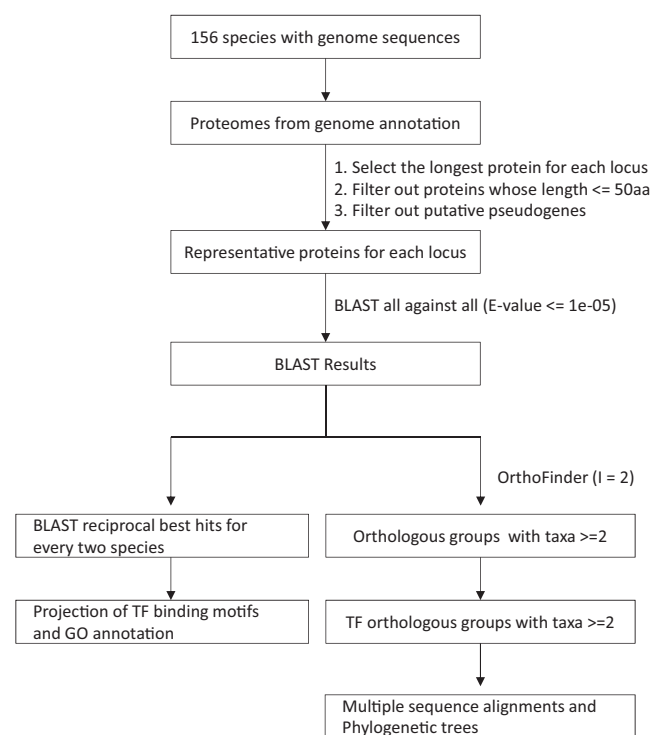 156 species with genome sequences
Proteomes from genome annotation
1. Select the longest protein for each locus
2. Filter out proteins whose length <= 50aa
3. Filter out putative pseudogenes
Representative proteins for each locus
BLAST all against all (E-value <= 1e-05)
BLAST Results
OrthoFinder (I = 2)
BLAST reciprocal best hits for
every two species
Orthologous groups with taxa >=2
Projection of TF binding motifs
and GO annotation
TF orthologous groups with taxa >=2
Multiple sequence alignments and
Phylogenetic trees